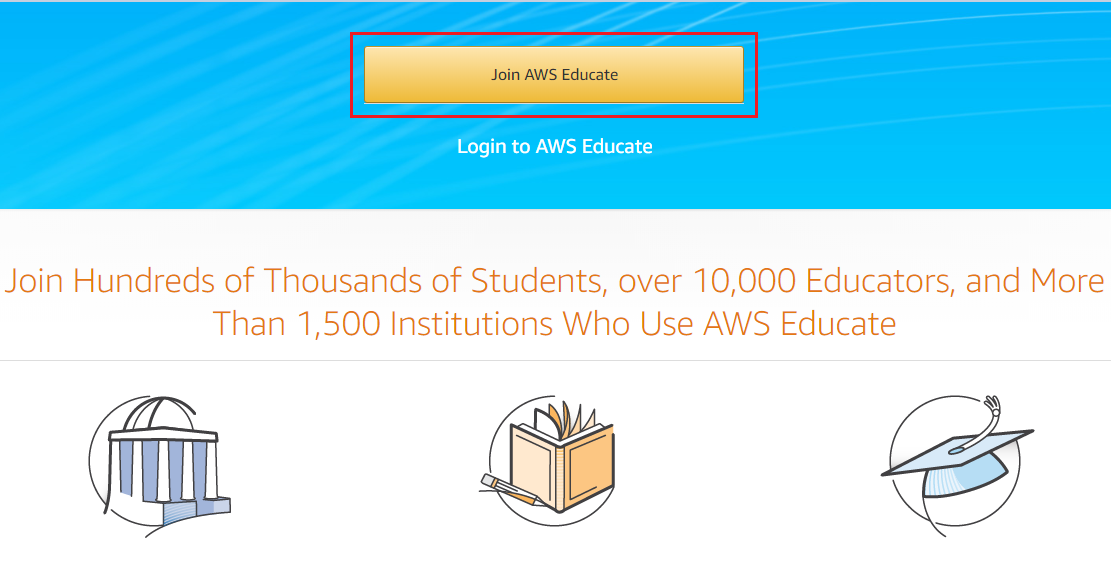 Join AWS Educate
Login to AWS Educate
Join Hundreds of Thousands of Students, over 10,000 Educators, and More
Than 1,500 Institutions Who Use AWS Educate